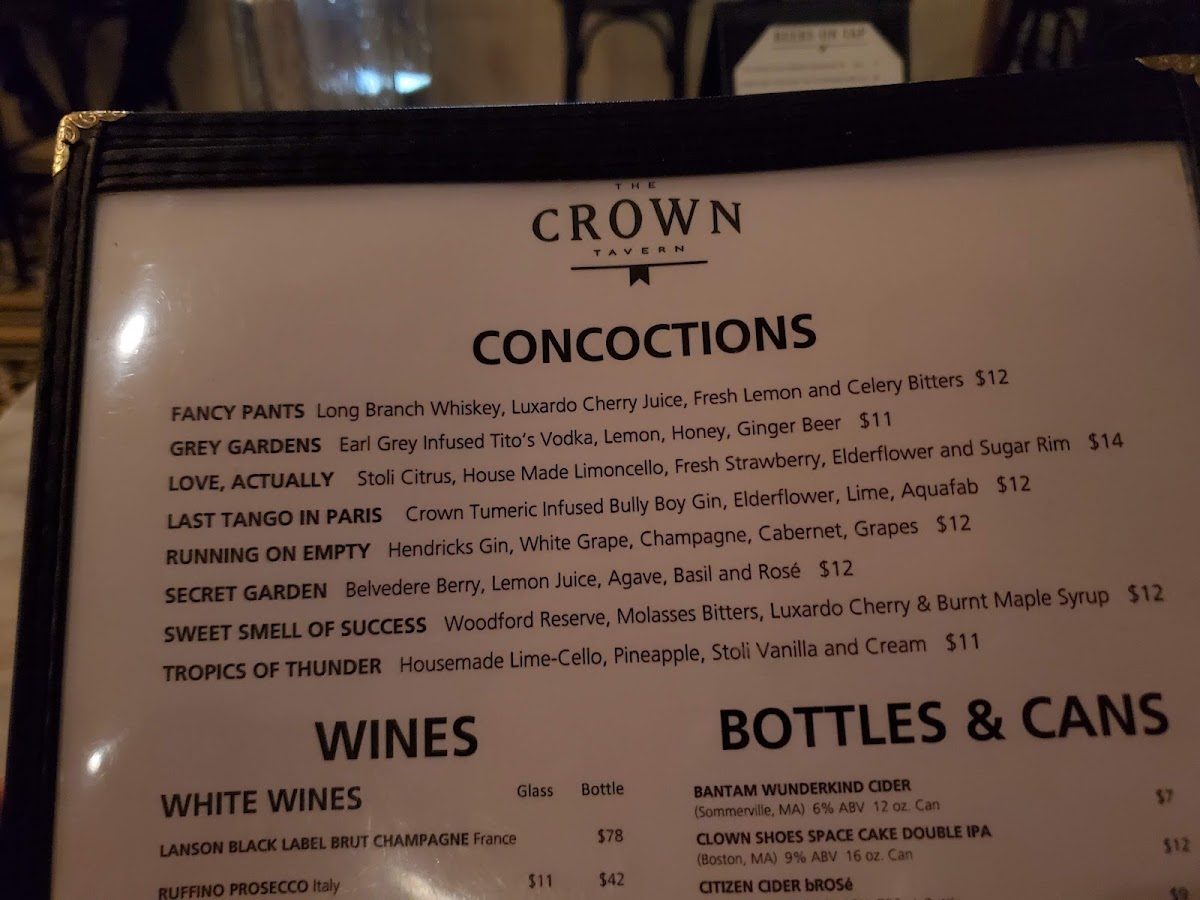 BEERS ON TAP
THE
CROWN
TAVERN
CONCOCTIONS
FANCY PANTS Long Branch Whiskey, Luxardo Cherry Juice, Fresh Lemon and Celery Bitters $12
GREY GARDENS Earl Grey Infused Tito's Vodka, Lemon, Honey, Ginger Beer $11
LOVE, ACTUALLY Stoli Citrus, House Made Limoncello, Fresh Strawberry, Elderflower and Sugar Rim $14
LAST TANGO IN PARIS Crown Tumeric Infused Bully Boy Gin, Elderflower, Lime, Aquafab $12
RUNNING ON EMPTY Hendricks Gin, White Grape, Champagne, Cabernet, Grapes $12
SECRET GARDEN Belvedere Berry, Lemon Juice, Agave, Basil and Rosé $12
SWEET SMELL OF SUCCESS Woodford Reserve, Molasses Bitters, Luxardo Cherry & Burnt Maple Syrup $12
TROPICS OF THUNDER Housemade Lime-Cello, Pineapple, Stoli Vanilla and Cream $11
WINES
WHITE WINES Glass Bottle
LANSON BLACK LABEL BRUT CHAMPAGNE France $78
RUFFINO PROSECCO Italy $11 $42
BOTTLES & CANS
BANTAM WUNDERKIND CIDER $7
(Sommerville, MA) 6% ABV 12 oz. Can
CLOWN SHOES SPACE CAKE DOUBLE IPA $12
(Boston, MA) 9% ABV 16 oz. Can
CITIZEN CIDER bROSé $9